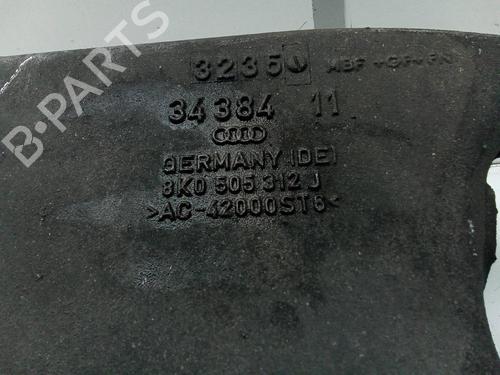 3235
34384 11
GERMANY (DE)
8K0 505 312 J
>AC-42000ST6<
B-PARTS